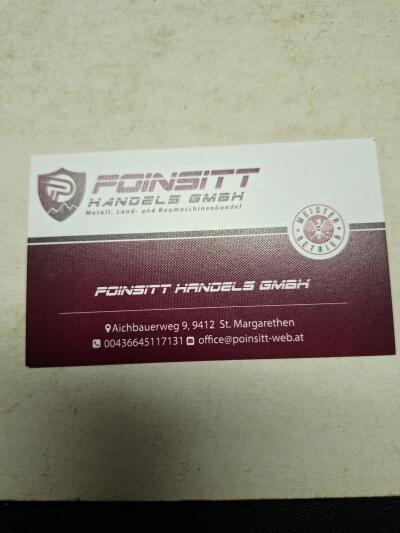 POINSITT
HANDELS GMBH
Metall, Land- und Baumaschinenhandel
MEISTER
BETRIEB
POINSITT HANDELS GMBH
Aichbauerweg 9, 9412 St. Margarethen
00436645117131 office@poinsitt-web.at